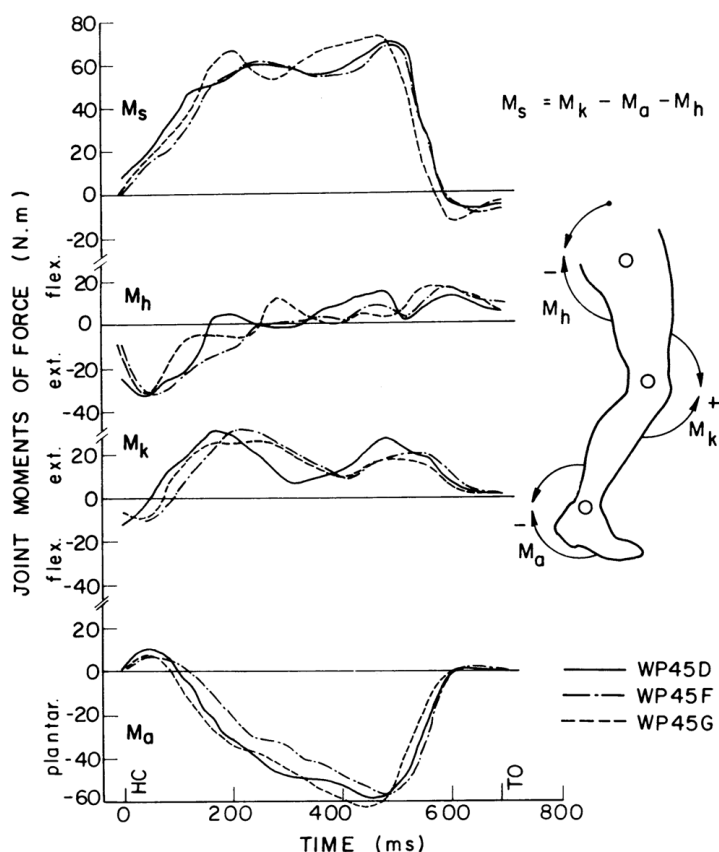 JOINT MOMENTS OF FORCE (N.m)
80
60
40
20
0
-20
Ms
Ms = Mk - Ma - Mh
flex.
ext.
20
0
-20
-40
Mh
ext.
flex.
20
0
-20
-40
Mk
plantar.
20
0
-20
-40
-60
Ma
HC
TO
0 200 400 600 800
TIME (ms)
-
Mh
+
Mk
-
Ma
WP45D
WP45F
WP45G